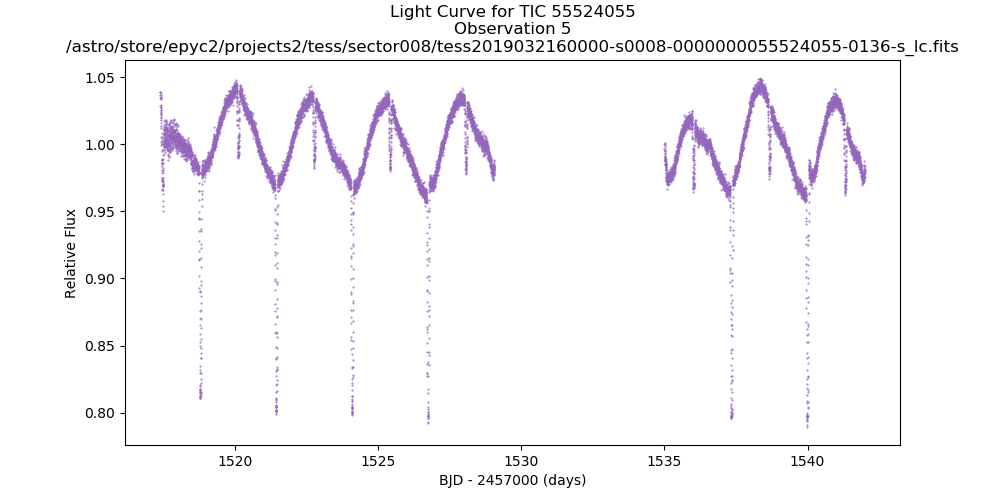 Light Curve for TIC 55524055
Observation 5
/astro/store/epyc2/projects2/tess/sector008/tess2019032160000-s0008-0000000055524055-0136-s_lc.fits
1.05
1.00
0.95
0.90
0.85
0.80
Relative Flux
1520
1525
1530
1535
1540
BJD - 2457000 (days)